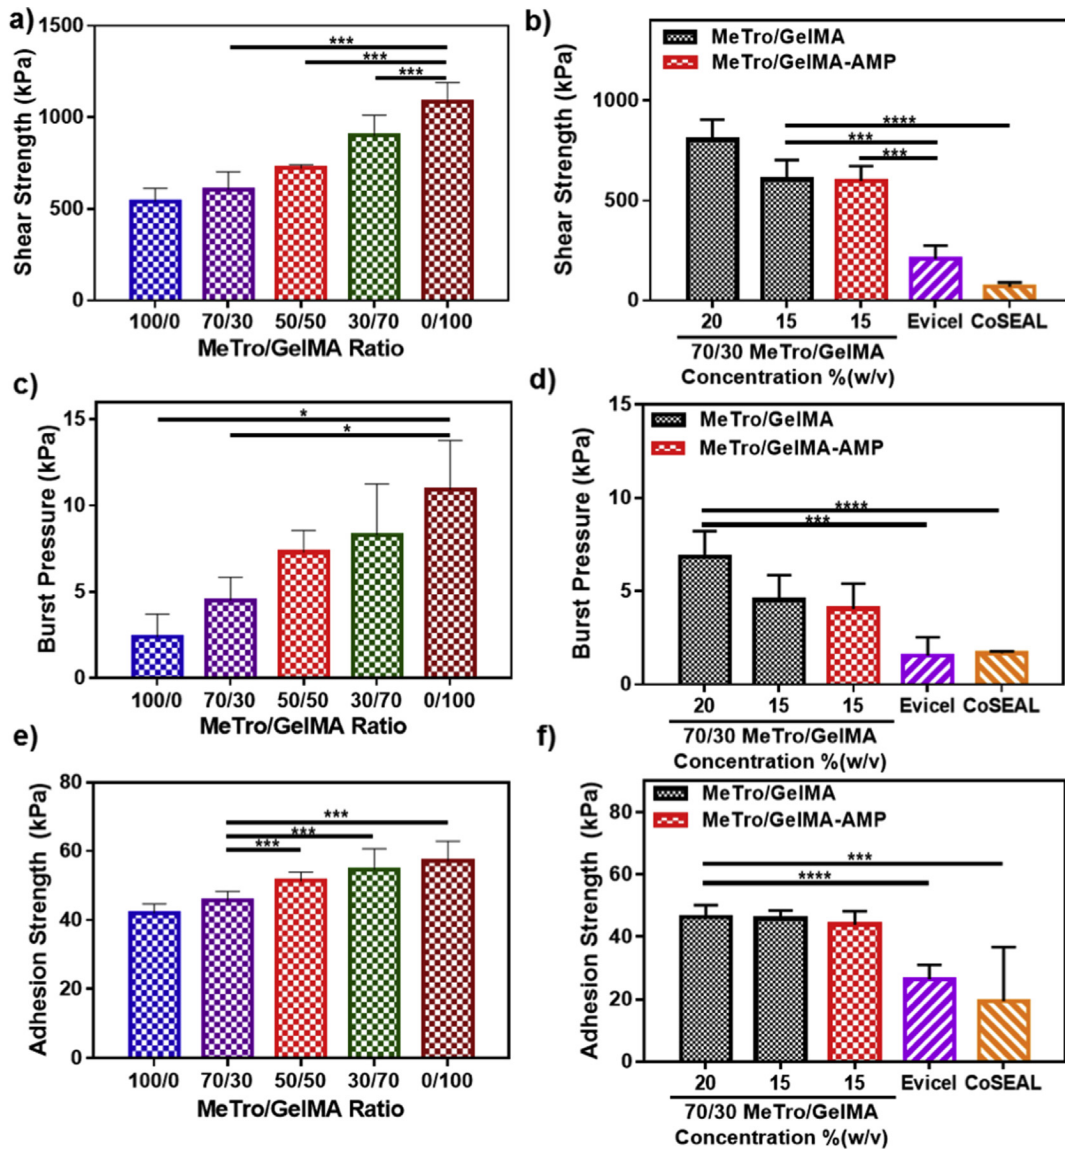 a)
Shear Strength (kPa)
1500
1000
500
0
***
***
***
100/0 70/30 50/50 30/70 0/100
MeTro/GelMA Ratio
b)
Shear Strength (kPa)
1000
500
0
MeTro/GelMA
MeTro/GelMA-AMP
****
***
***
20 15 15 Evicel CoSEAL
70/30 MeTro/GelMA
Concentration %(w/v)
c)
Burst Pressure (kPa)
15
10
5
0
*
*
100/0 70/30 50/50 30/70 0/100
MeTro/GelMA Ratio
d)
Burst Pressure (kPa)
15
10
5
0
MeTro/GelMA
MeTro/GelMA-AMP
****
***
20 15 15 Evicel CoSEAL
70/30 MeTro/GelMA
Concentration %(w/v)
e)
Adhesion Strength (kPa)
80
60
40
20
0
***
***
***
100/0 70/30 50/50 30/70 0/100
MeTro/GelMA Ratio
f)
Adhesion Strength (kPa)
80
60
40
20
0
MeTro/GelMA
MeTro/GelMA-AMP
***
****
20 15 15 Evicel CoSEAL
70/30 MeTro/GelMA
Concentration %(w/v)